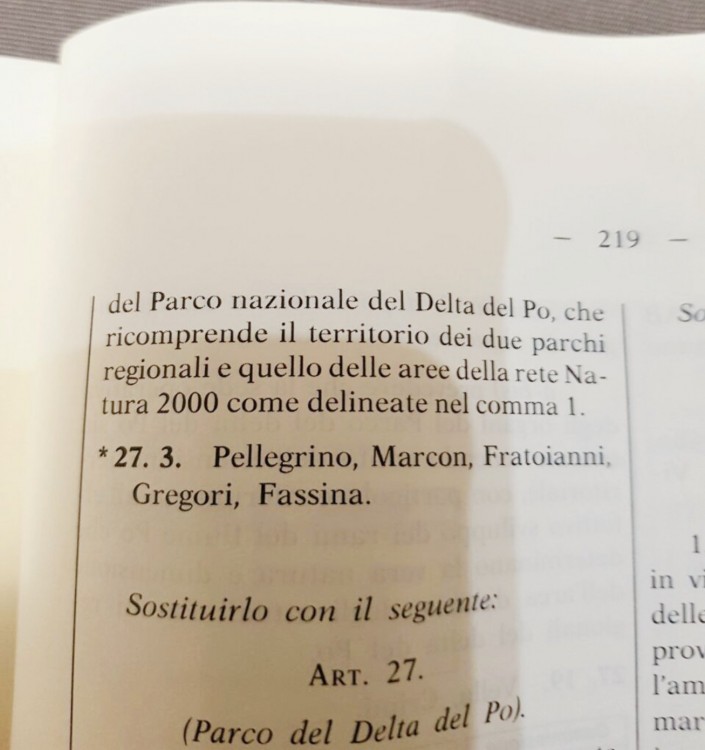 — 219 —
del Parco nazionale del Delta del Po, che
ricomprende il territorio dei due parchi
regionali e quello delle aree della rete Na-
tura 2000 come delineate nel comma 1.
*27. 3. Pellegrino, Marcon, Fratoianni,
Gregori, Fassina.
Sostituirlo con il seguente:
ART. 27.
(Parco del Delta del Po).
So
1
in vi
delle
prov
l'am
mar